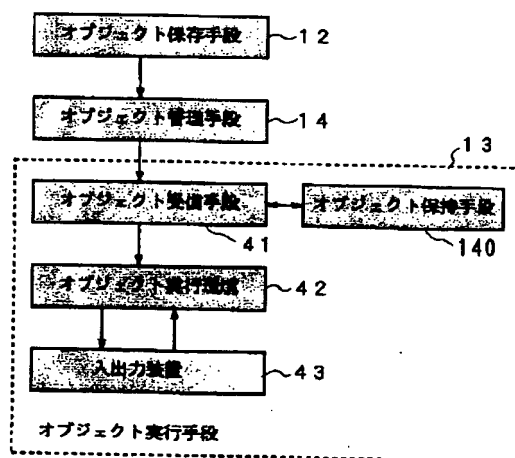 オブジェクト保存手段
12
オブジェクト管理手段
14
13
オブジェクト受信手段
41
オブジェクト保持手段
140
オブジェクト実行環境
42
入出力装置
43
オブジェクト実行手段